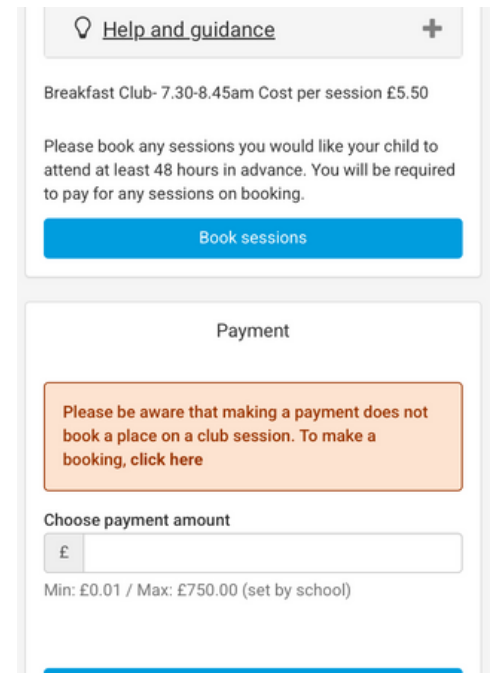 Help and guidance +
Breakfast Club- 7.30-8.45am Cost per session £5.50
Please book any sessions you would like your child to
attend at least 48 hours in advance. You will be required
to pay for any sessions on booking.
Book sessions
Payment
Please be aware that making a payment does not
book a place on a club session. To make a
booking, click here
Choose payment amount
£
Min: £0.01 / Max: £750.00 (set by school)